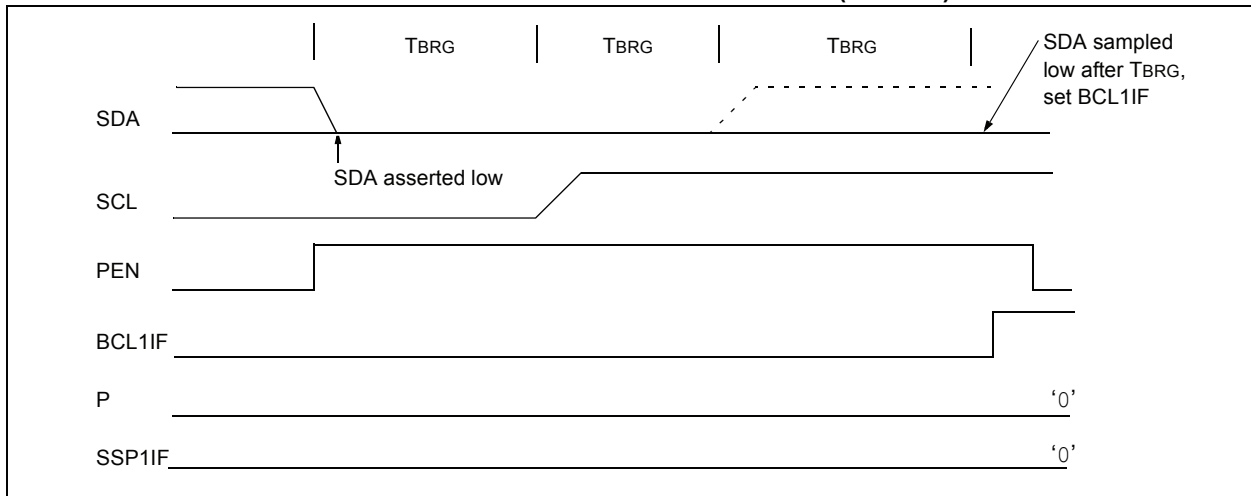 TBRG TBRG TBRG
SDA sampled
low after TBRG,
set BCL1IF
SDA
SDA asserted low
SCL
PEN
BCL1IF
P ‘0’
SSP1IF ‘0’